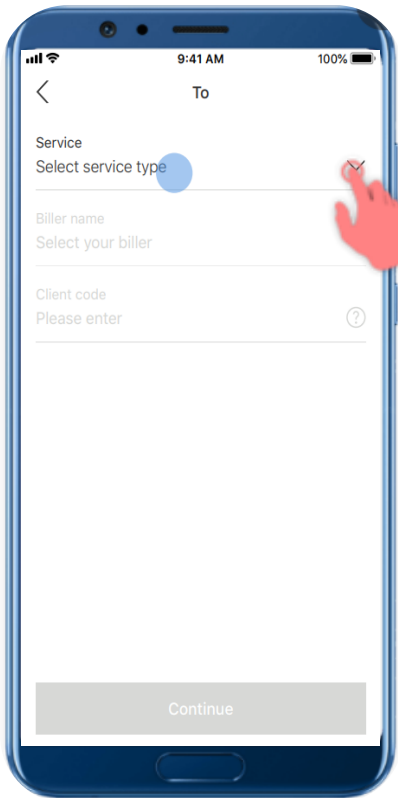 9:41 AM 100%
To
Service
Select service type
Biller name
Select your biller
Client code
Please enter
?
Continue